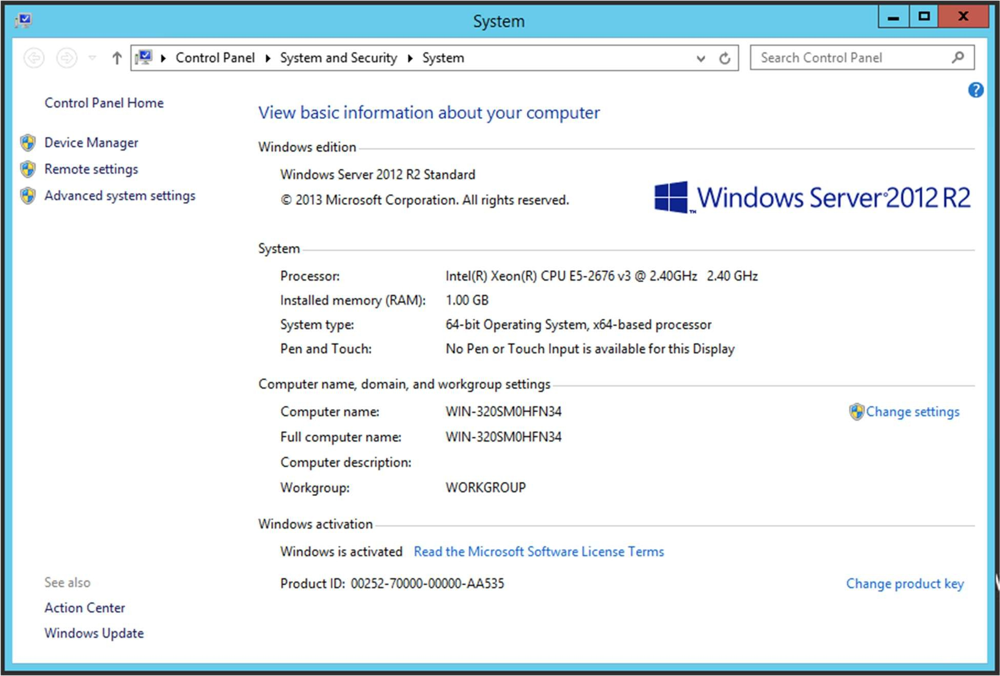 System
Control Panel System and Security System
Search Control Panel
Control Panel Home
Device Manager
Remote settings
Advanced system settings
View basic information about your computer
Windows edition
Windows Server 2012 R2 Standard
© 2013 Microsoft Corporation. All rights reserved.
Windows Server 2012 R2
System
Processor: Intel(R) Xeon(R) CPU E5-2676 v3 @ 2.40GHz 2.40 GHz
Installed memory (RAM): 1.00 GB
System type: 64-bit Operating System, x64-based processor
Pen and Touch: No Pen or Touch Input is available for this Display
Computer name, domain, and workgroup settings
Computer name: WIN-320SM0HFN34
Change settings
Full computer name: WIN-320SM0HFN34
Computer description:
Workgroup: WORKGROUP
Windows activation
Windows is activated Read the Microsoft Software License Terms
Product ID: 00252-70000-00000-AA535
Change product key
See also
Action Center
Windows Update